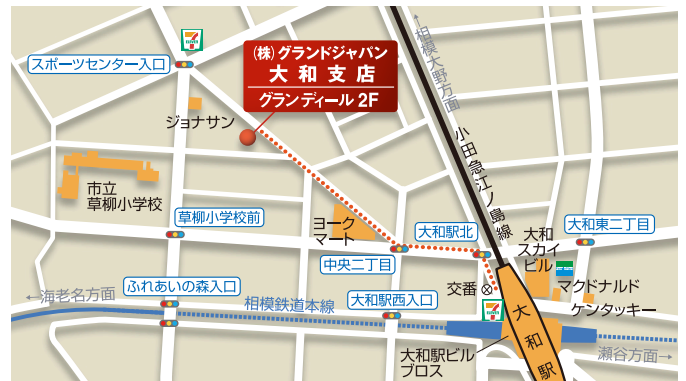 スポーツセンター入口
(株)グランドジャパン
大和支店
グランディール 2F
ジョナサン
市立
草柳小学校
草柳小学校前
ヨーク
マート
中央二丁目
大和駅北
大和
スカイ
ビル
大和東二丁目
マクドナルド
ケンタッキー
交番
←海老名方面
ふれあいの森入口
相模鉄道本線
大和駅西入口
大和駅ビル
プロス
大和駅
瀬谷方面→
小田急江ノ島線
←相模大野方面